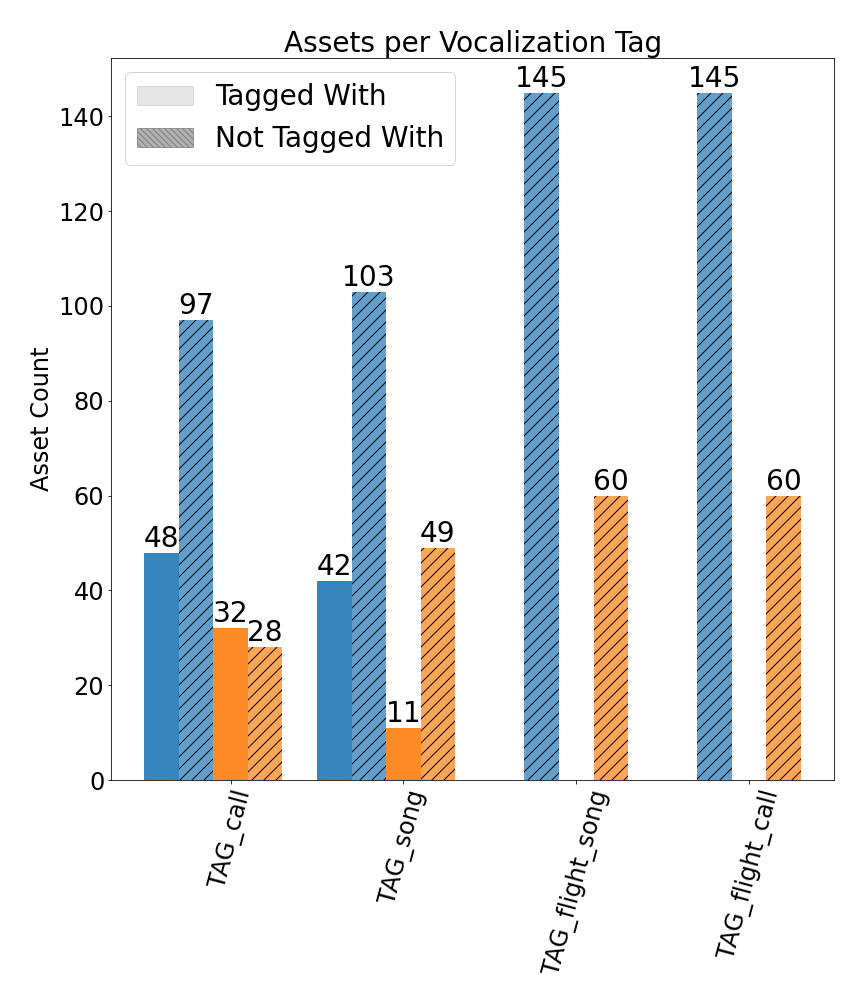 Assets per Vocalization Tag
Tagged With
Not Tagged With
Asset Count
140
120
100
80
60
40
20
0
48
97
32
28
42
103
11
49
145
60
145
60
TAG_call
TAG_song
TAG_flight_song
TAG_flight_call